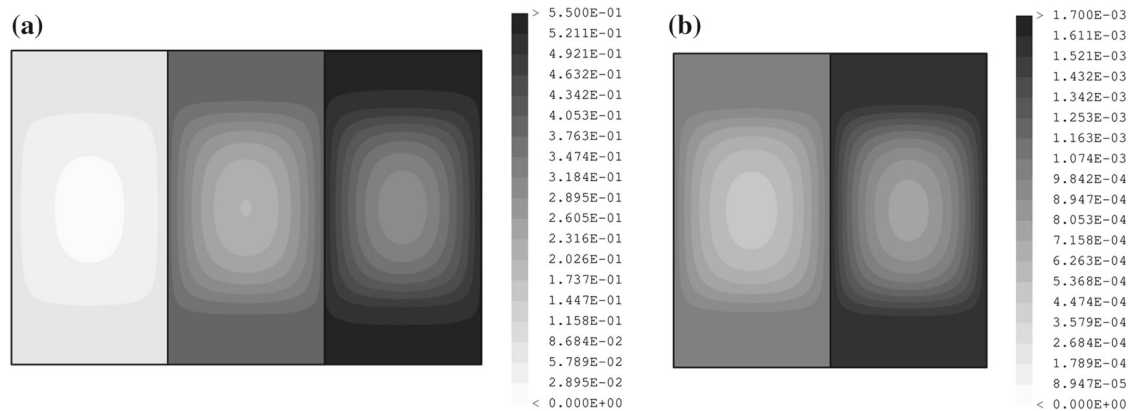 (a)
> 5.500E-01
5.211E-01
4.921E-01
4.632E-01
4.342E-01
4.053E-01
3.763E-01
3.474E-01
3.184E-01
2.895E-01
2.605E-01
2.316E-01
2.026E-01
1.737E-01
1.447E-01
1.158E-01
8.684E-02
5.789E-02
2.895E-02
< 0.000E+00
(b)
> 1.700E-03
1.611E-03
1.521E-03
1.432E-03
1.342E-03
1.253E-03
1.163E-03
1.074E-03
9.842E-04
8.947E-04
8.053E-04
7.158E-04
6.263E-04
5.368E-04
4.474E-04
3.579E-04
2.684E-04
1.789E-04
8.947E-05
< 0.000E+00